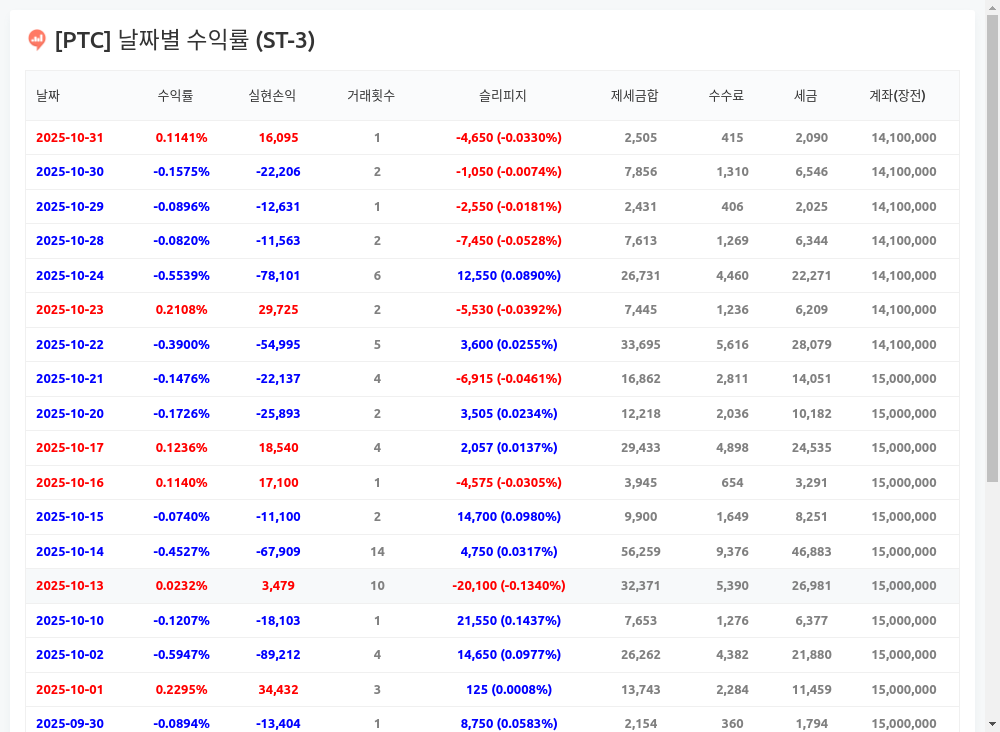 [PTC] 날짜별 수익률 (ST-3)
날짜 수익률 실현손익 거래횟수 슬리피지 제세금합 수수료 세금 계좌(장전)
2025-10-31 0.1141% 16,095 1 -4,650 (-0.0330%) 2,505 415 2,090 14,100,000
2025-10-30 -0.1575% -22,206 2 -1,050 (-0.0074%) 7,856 1,310 6,546 14,100,000
2025-10-29 -0.0896% -12,631 1 -2,550 (-0.0181%) 2,431 406 2,025 14,100,000
2025-10-28 -0.0820% -11,563 2 -7,450 (-0.0528%) 7,613 1,269 6,344 14,100,000
2025-10-24 -0.5539% -78,101 6 12,550 (0.0890%) 26,731 4,460 22,271 14,100,000
2025-10-23 0.2108% 29,725 2 -5,530 (-0.0392%) 7,445 1,236 6,209 14,100,000
2025-10-22 -0.3900% -54,995 5 3,600 (0.0255%) 33,695 5,616 28,079 14,100,000
2025-10-21 -0.1476% -22,137 4 -6,915 (-0.0461%) 16,862 2,811 14,051 15,000,000
2025-10-20 -0.1726% -25,893 2 3,505 (0.0234%) 12,218 2,036 10,182 15,000,000
2025-10-17 0.1236% 18,540 4 2,057 (0.0137%) 29,433 4,898 24,535 15,000,000
2025-10-16 0.1140% 17,100 1 -4,575 (-0.0305%) 3,945 654 3,291 15,000,000
2025-10-15 -0.0740% -11,100 2 14,700 (0.0980%) 9,900 1,649 8,251 15,000,000
2025-10-14 -0.4527% -67,909 14 4,750 (0.0317%) 56,259 9,376 46,883 15,000,000
2025-10-13 0.0232% 3,479 10 -20,100 (-0.1340%) 32,371 5,390 26,981 15,000,000
2025-10-10 -0.1207% -18,103 1 21,550 (0.1437%) 7,653 1,276 6,377 15,000,000
2025-10-02 -0.5947% -89,212 4 14,650 (0.0977%) 26,262 4,382 21,880 15,000,000
2025-10-01 0.2295% 34,432 3 125 (0.0008%) 13,743 2,284 11,459 15,000,000
2025-09-30 -0.0894% -13,404 1 8,750 (0.0583%) 2,154 360 1,794 15,000,000